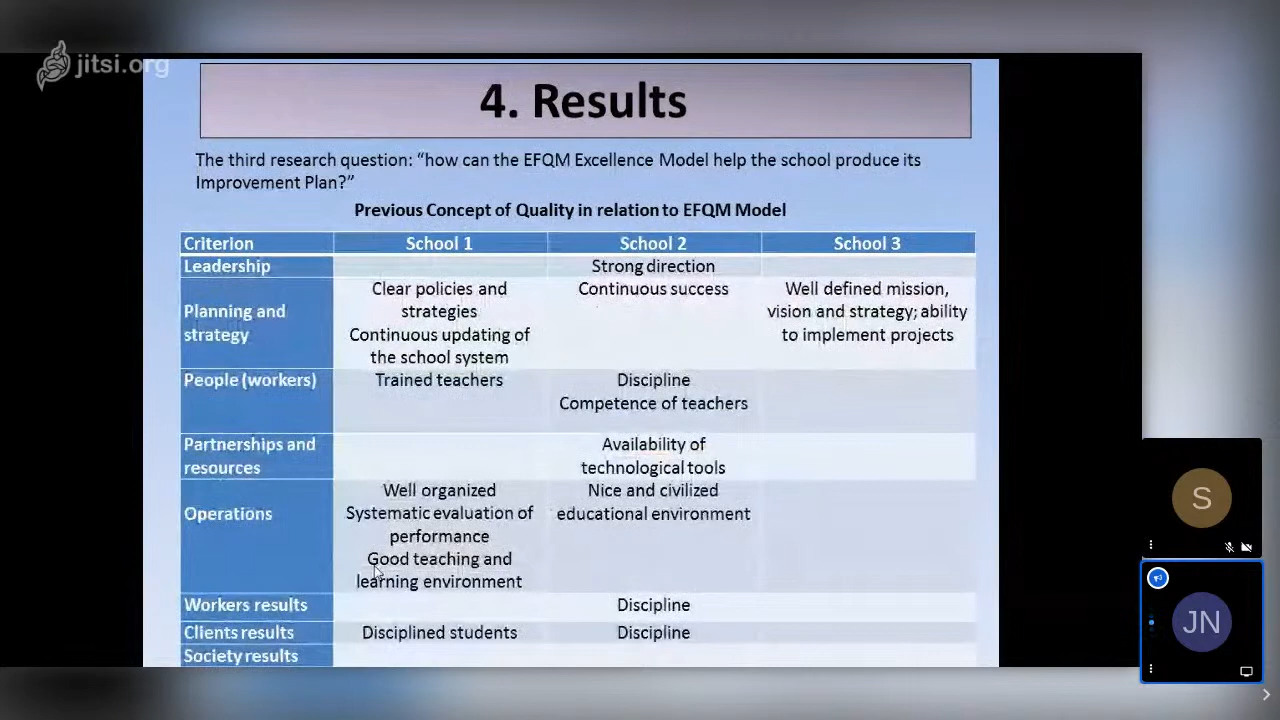 jitsi.org
4. Results
The third research question: “how can the EFQM Excellence Model help the school produce its
Improvement Plan?”
Previous Concept of Quality in relation to EFQM Model
Criterion School 1 School 2 School 3
Leadership Strong direction
Planning and
strategy
Clear policies and
strategies
Continuous updating of
the school system
Continuous success
Well defined mission,
vision and strategy; ability
to implement projects
People (workers)
Trained teachers
Discipline
Competence of teachers
Partnerships and
resources
Availability of
technological tools
Operations
Well organized
Systematic evaluation of
performance
Good teaching and
learning environment
Nice and civilized
educational environment
Workers results Discipline
Clients results Disciplined students Discipline
Society results
S
JN